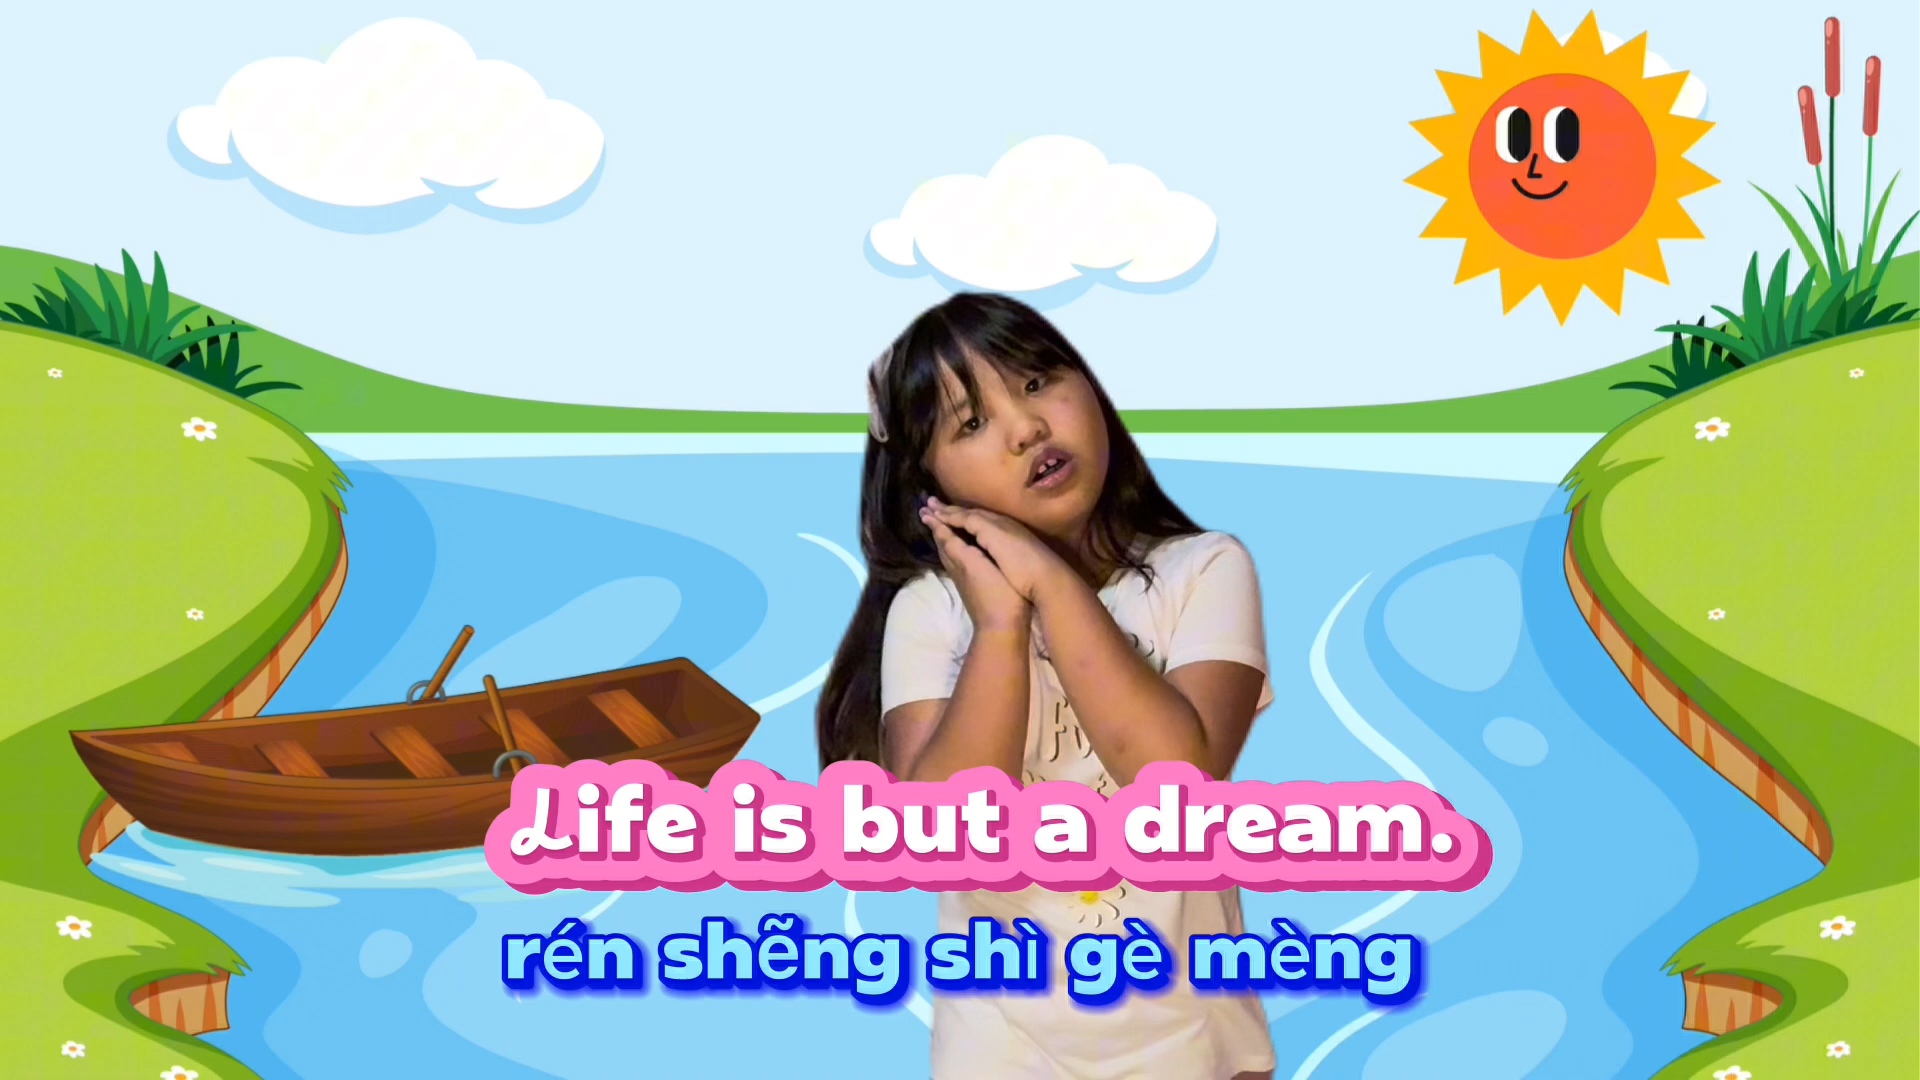 Life is but a dream.
rén shẽng shì gè mèng